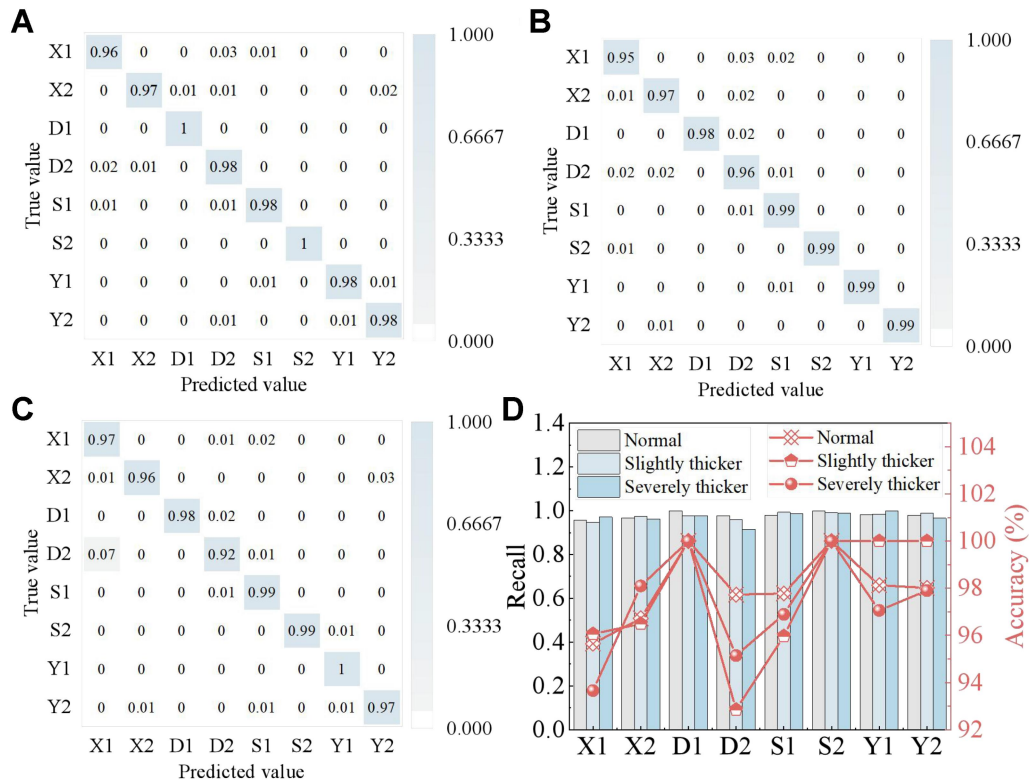 A
True value
X1 0.96 0 0 0.03 0.01 0 0 0
X2 0 0.97 0.01 0.01 0 0 0 0.02
D1 0 0 1 0 0 0 0 0
D2 0.02 0.01 0 0.98 0 0 0 0
S1 0.01 0 0 0.01 0.98 0 0 0
S2 0 0 0 0 0 1 0 0
Y1 0 0 0 0 0.01 0 0.98 0.01
Y2 0 0 0 0.01 0 0 0.01 0.98
X1 X2 D1 D2 S1 S2 Y1 Y2
Predicted value
1.000
0.6667
0.3333
0.000
B
True value
X1 0.95 0 0 0.03 0.02 0 0 0
X2 0.01 0.97 0 0.02 0 0 0 0
D1 0 0 0.98 0.02 0 0 0 0
D2 0.02 0.02 0 0.96 0.01 0 0 0
S1 0 0 0 0.01 0.99 0 0 0
S2 0.01 0 0 0 0 0.99 0 0
Y1 0 0 0 0 0.01 0 0.99 0
Y2 0 0.01 0 0 0 0 0 0.99
X1 X2 D1 D2 S1 S2 Y1 Y2
Predicted value
1.000
0.6667
0.3333
0.000
C
True value
X1 0.97 0 0 0.01 0.02 0 0 0
X2 0.01 0.96 0 0 0 0 0 0.03
D1 0 0 0.98 0.02 0 0 0 0
D2 0.07 0 0 0.92 0.01 0 0 0
S1 0 0 0 0.01 0.99 0 0 0
S2 0 0 0 0 0 0.99 0.01 0
Y1 0 0 0 0 0 0 1 0
Y2 0 0.01 0 0 0.01 0 0.01 0.97
X1 X2 D1 D2 S1 S2 Y1 Y2
Predicted value
1.000
0.6667
0.3333
0.000
D
Recall
1.4
1.2
1.0
0.8
0.6
0.4
0.2
0.0
Normal
Slightly thicker
Severely thicker
Normal
Slightly thicker
Severely thicker
X1 X2 D1 D2 S1 S2 Y1 Y2
104
102
100
98
96
94
92
Accuracy (%)